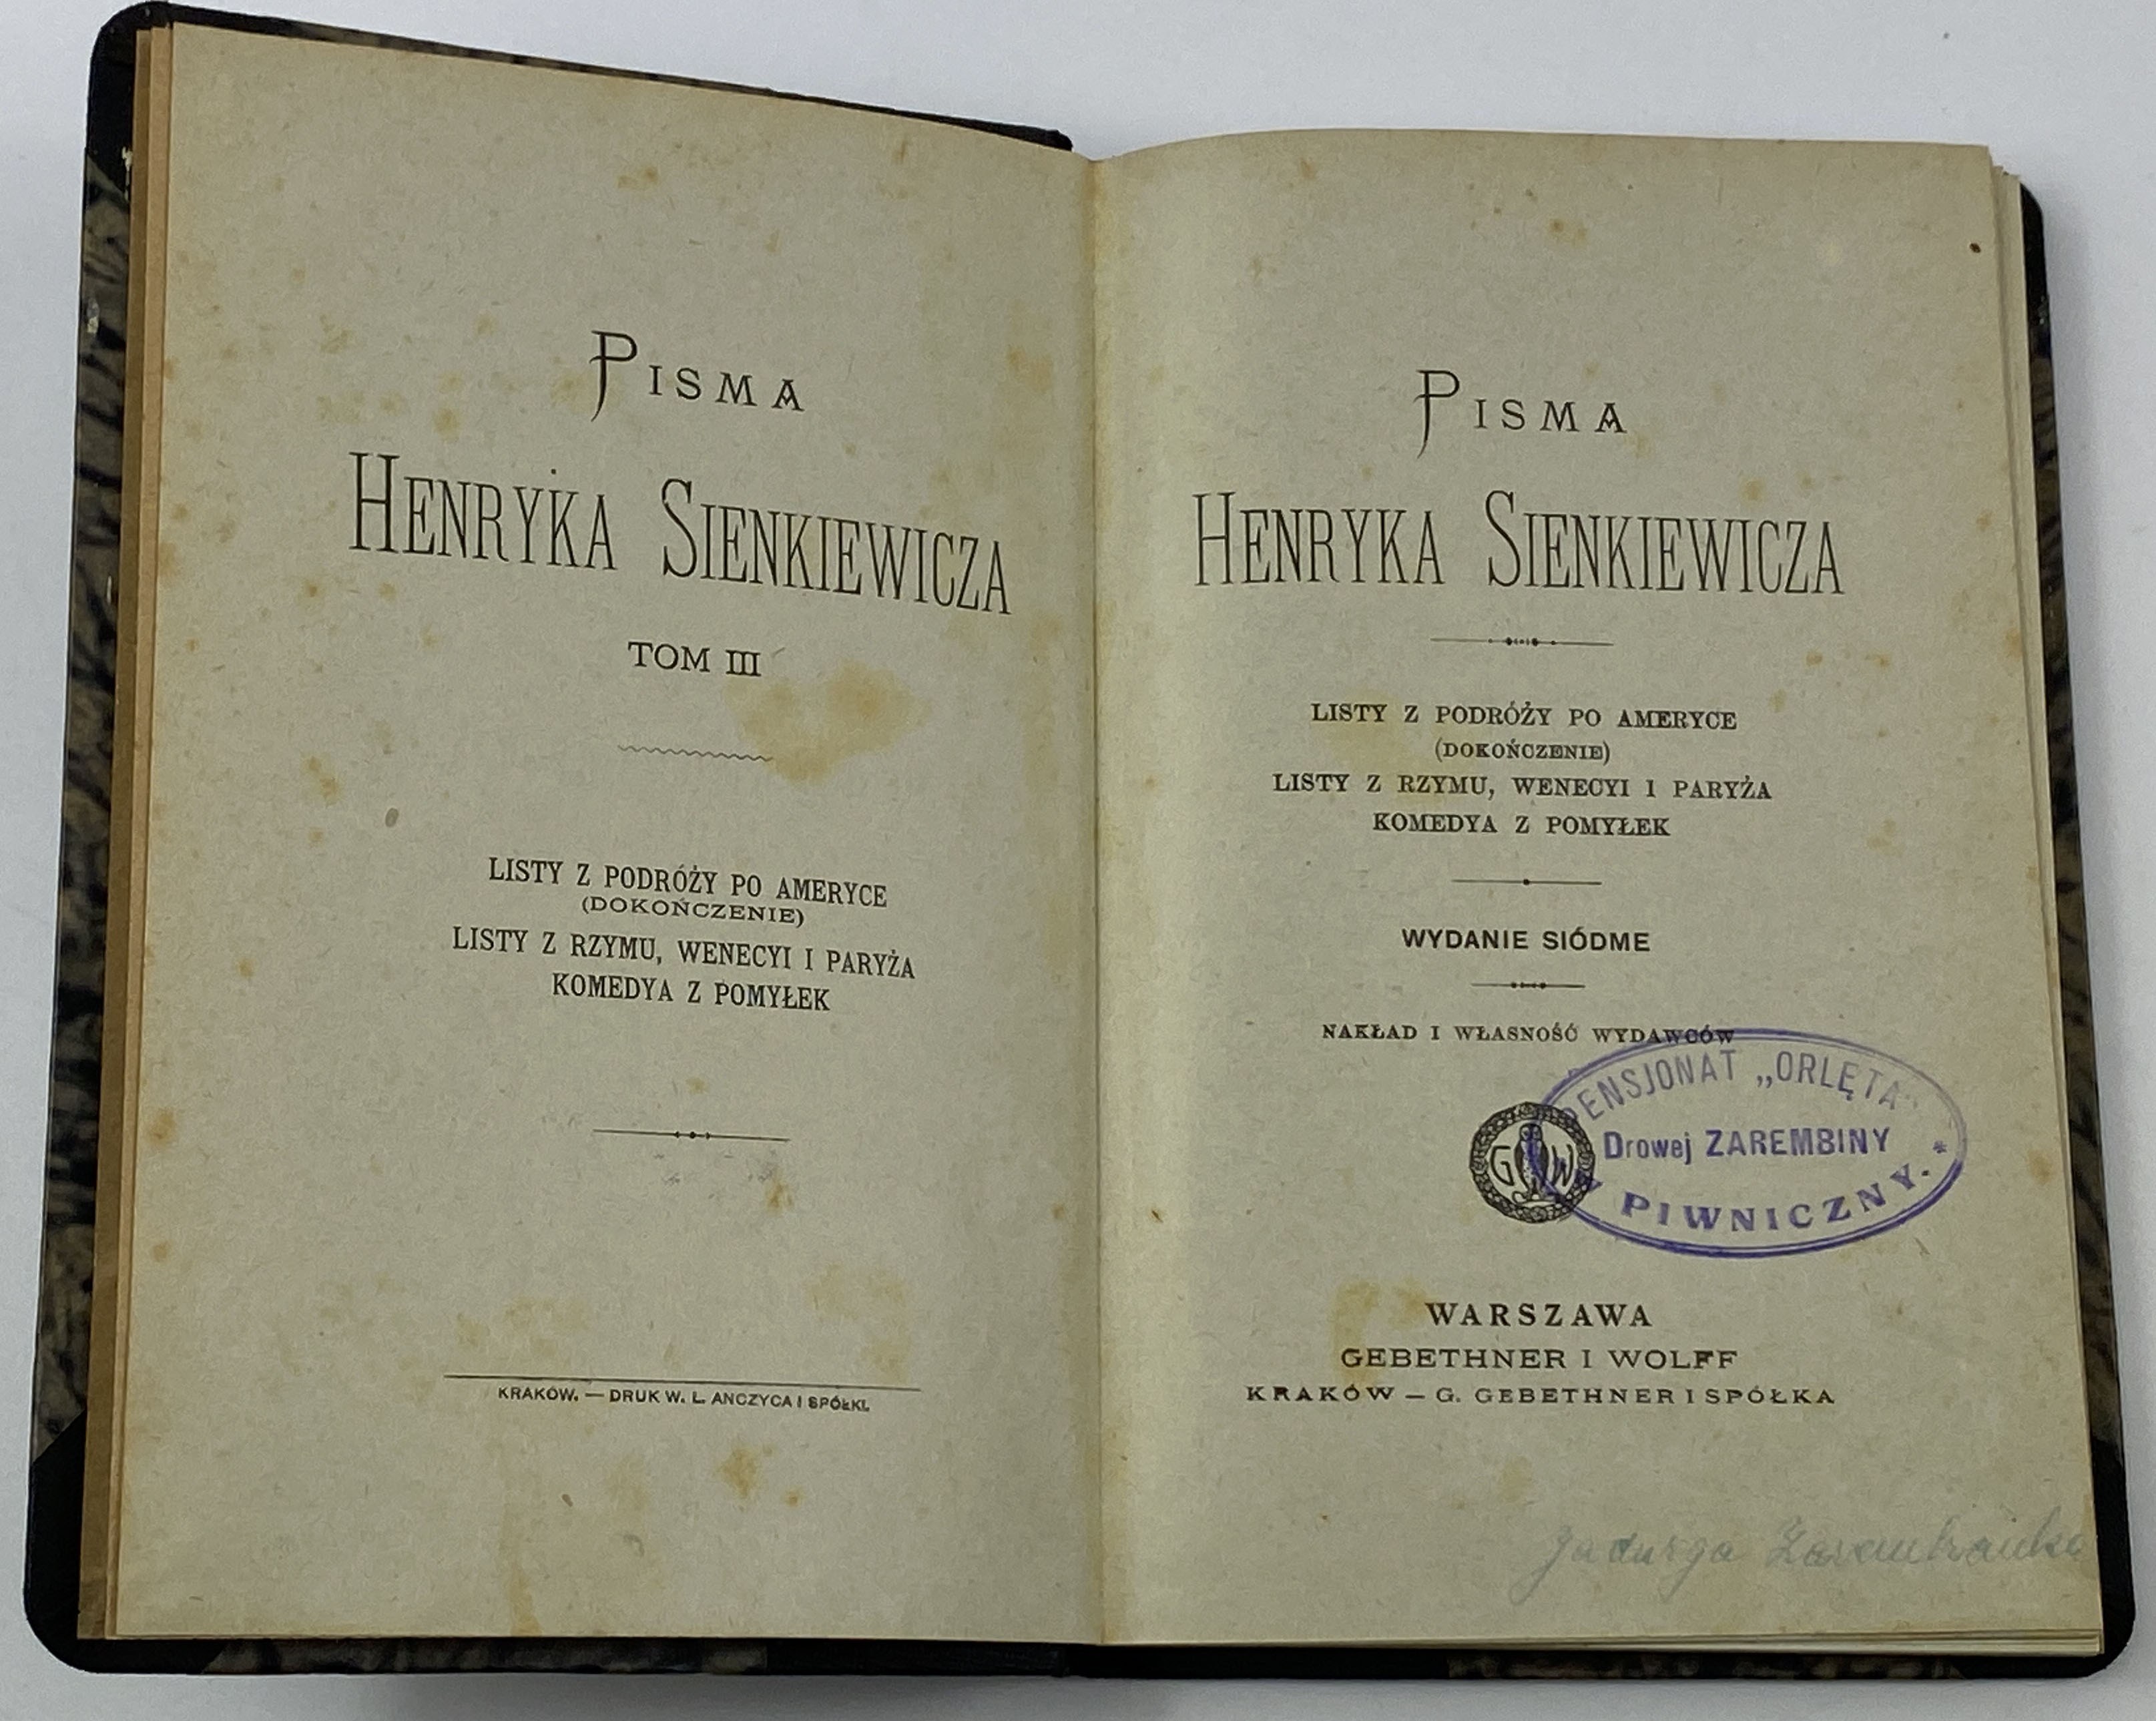 PISMA
HENRYKA SIENKIEWICZA
TOM III
LISTY Z PODRÓŻY PO AMERYCE
(DOKOŃCZENIE)
LISTY Z RZYMU, WENECYI I PARYŻA
KOMEDYA Z POMYŁEK
KRAKÓW. — DRUK W. L. ANCZYCA I SPÓŁKI.
PISMA
HENRYKA SIENKIEWICZA
LISTY Z PODRÓŻY PO AMERYCE
(DOKOŃCZENIE)
LISTY Z RZYMU, WENECYI I PARYŻA
KOMEDYA Z POMYŁEK
WYDANIE SIÓDME
NAKŁAD I WŁASNOŚĆ WYDAWCÓW
PENSJONAT „ORLĘTA"
G W
Drowej ZAREMBINY
W PIWNICZNY. *
WARSZAWA
GEBETHNER I WOLFF
KRAKÓW — G. GEBETHNER I SPÓŁKA
Jadwiga